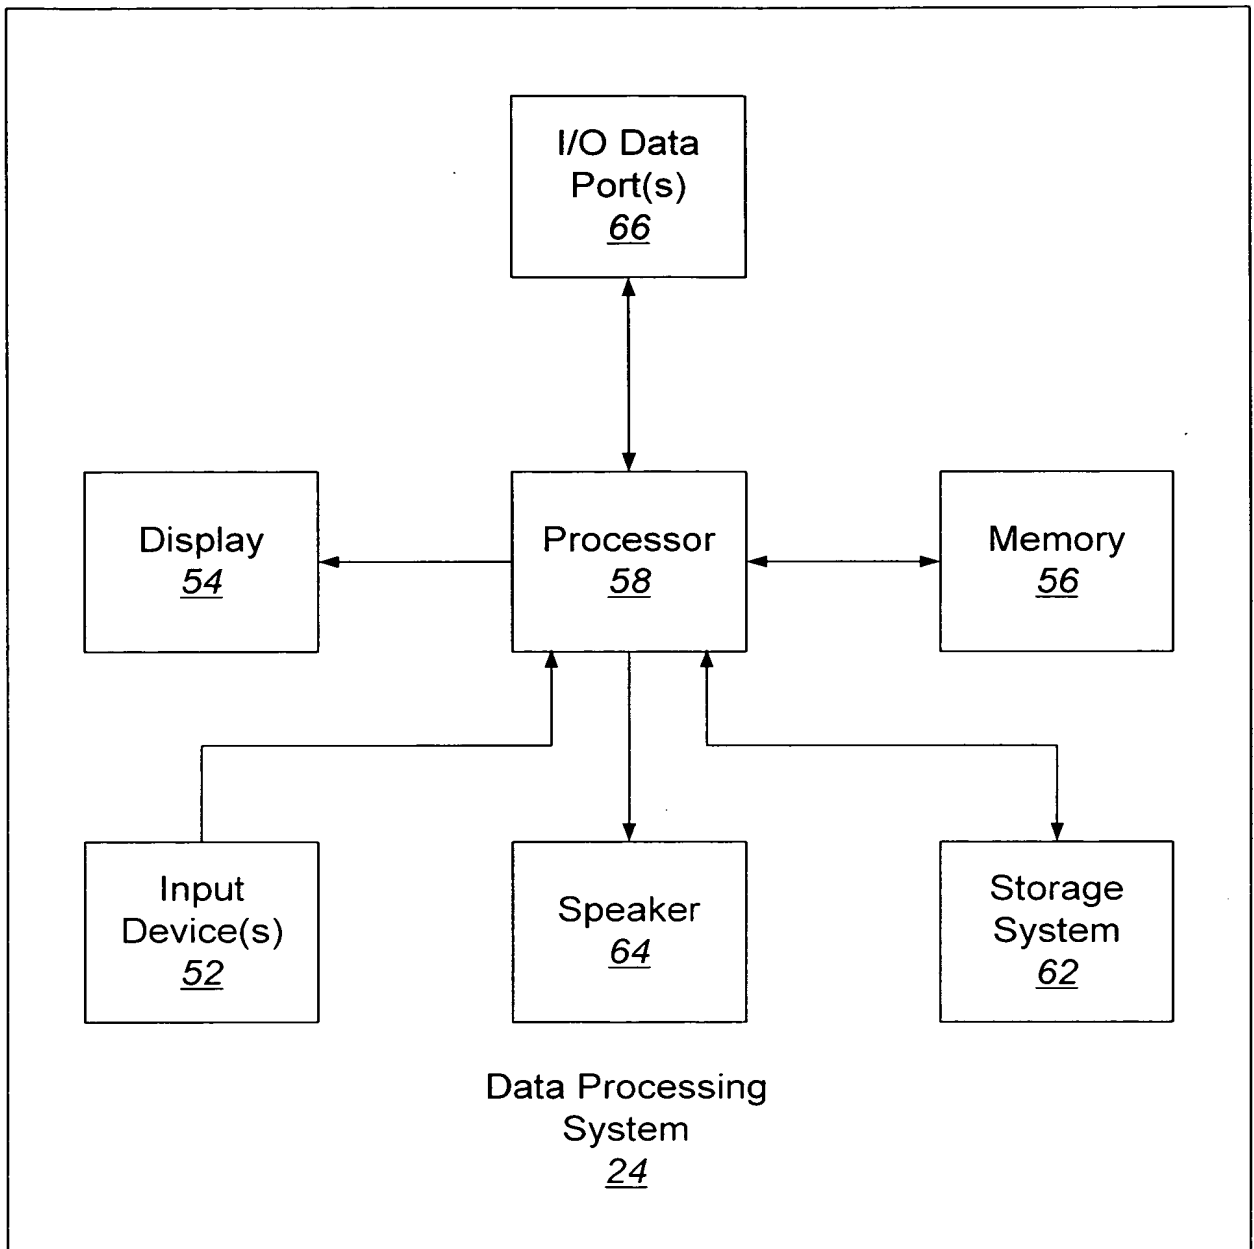 I/O Data
Port(s)
66
Display
54
Processor
58
Memory
56
Input
Device(s)
52
Speaker
64
Storage
System
62
Data Processing
System
24